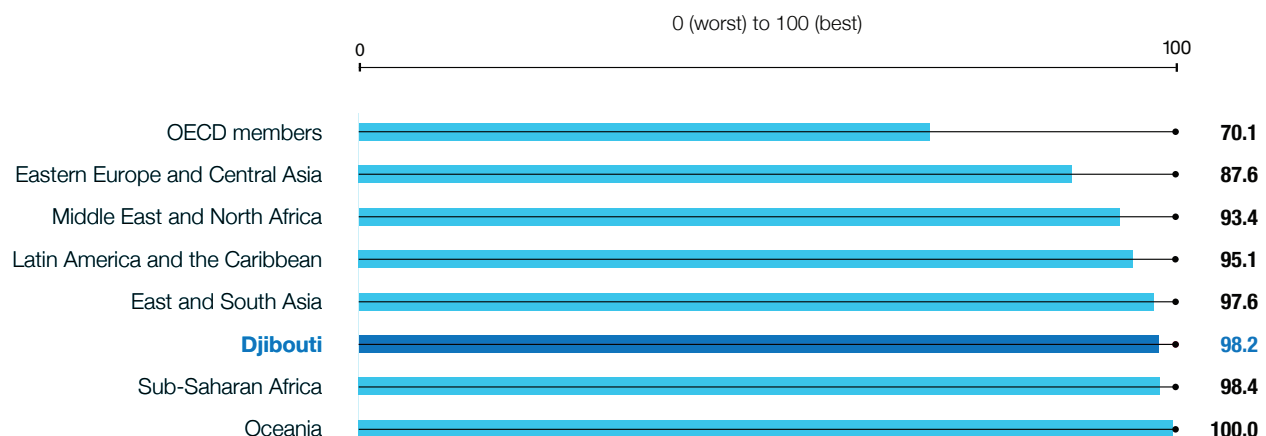 0 (worst) to 100 (best)
0 100
OECD members 70.1
Eastern Europe and Central Asia 87.6
Middle East and North Africa 93.4
Latin America and the Caribbean 95.1
East and South Asia 97.6
Djibouti 98.2
Sub-Saharan Africa 98.4
Oceania 100.0